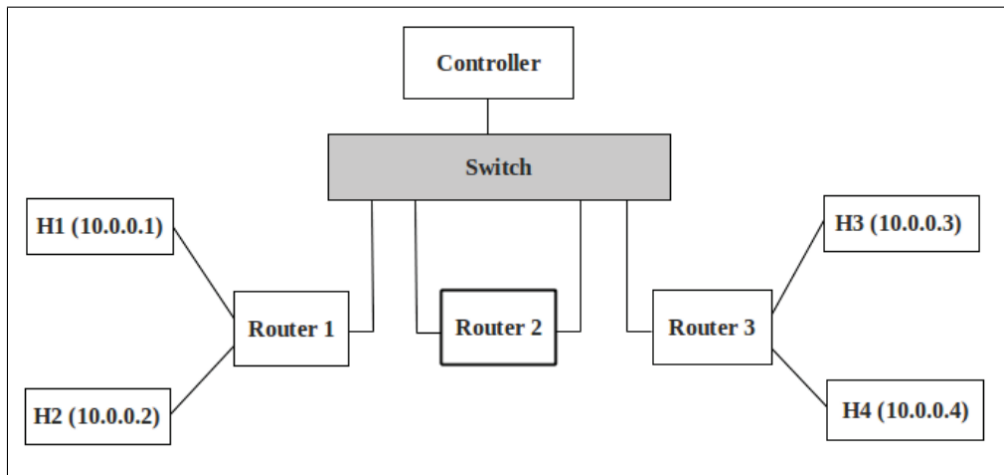 Controller
Switch
H1 (10.0.0.1)
H3 (10.0.0.3)
Router 1
Router 2
Router 3
H2 (10.0.0.2)
H4 (10.0.0.4)